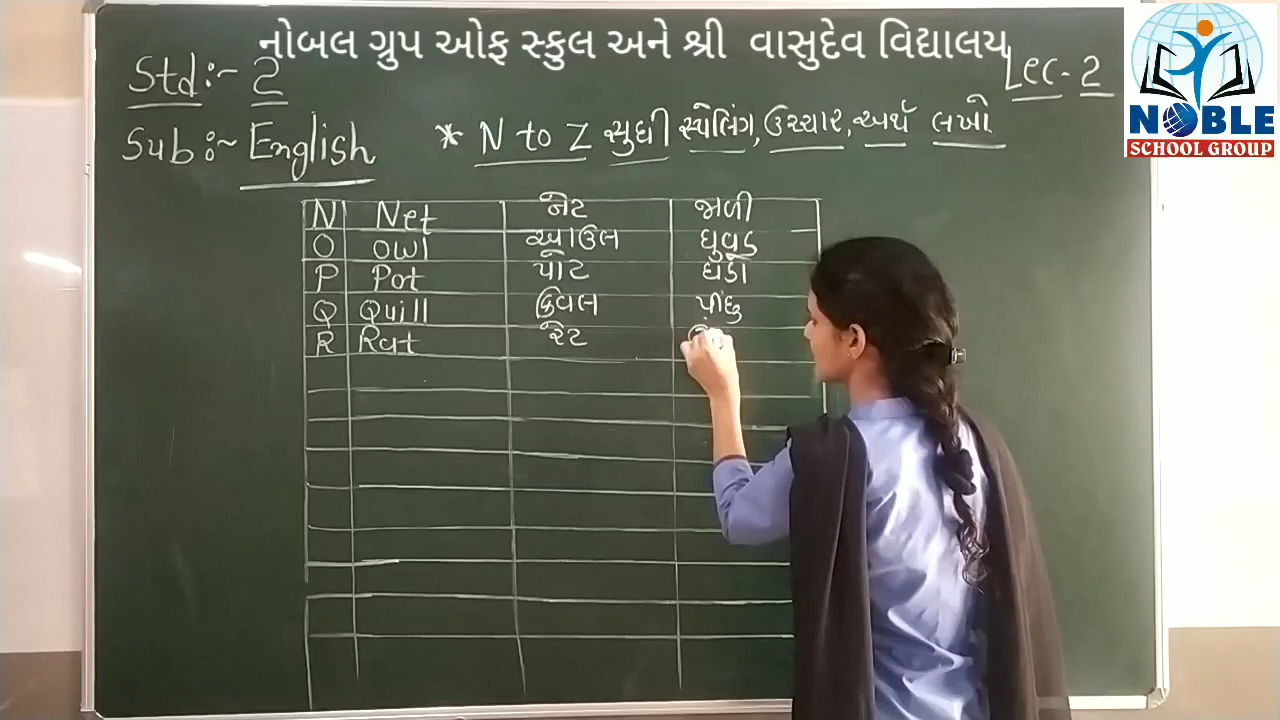 નોબલ ગ્રુપ ઓફ સ્કુલ અને શ્રી વાસુદેવ વિદ્યાલય
Std:~ 2
Lec- 2
NOBLE
SCHOOL GROUP
Sub:~ English
* N to Z સુધી સ્પેલિંગ, ઉચ્ચાર, અર્થ લખો
N Net નેટ જાળી
O owl આઉલ ઘુવડ
P Pot પોટ ઘડો
Q Quill ક્વિલ પીંછુ
R Rat રેટ